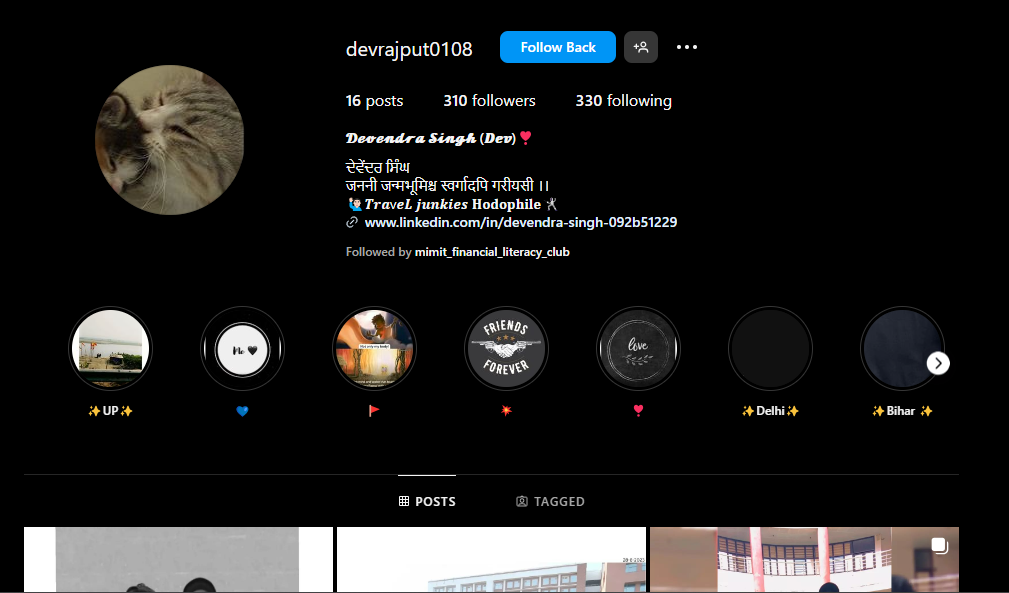 devrajput0108 Follow Back
16 posts 310 followers 330 following
𝓓𝓮𝓿𝓮𝓷𝓭𝓻𝓪 𝓢𝓲𝓷𝓰𝓱 (𝓓𝓮𝓿)❣️
ਦੇਵੇਂਦਰ ਸਿੰਘ
जननी जन्मभूमिश्च स्वर्गादपि गरीयसी ।।
🙋🏻‍♂️𝑻𝒓𝒂𝒗𝒆𝑳 𝒋𝒖𝒏𝒌𝒊𝒆𝒔 𝐇𝐨𝐝𝐨𝐩𝐡𝐢𝐥𝐞
www.linkedin.com/in/devendra-singh-092b51229
Followed by mimit_financial_literacy_club
Me 🖤
FRIENDS
FOREVER
love
✨UP✨ 💙 🚩 💥 ❣️ ✨Delhi✨ ✨Bihar ✨
POSTS TAGGED